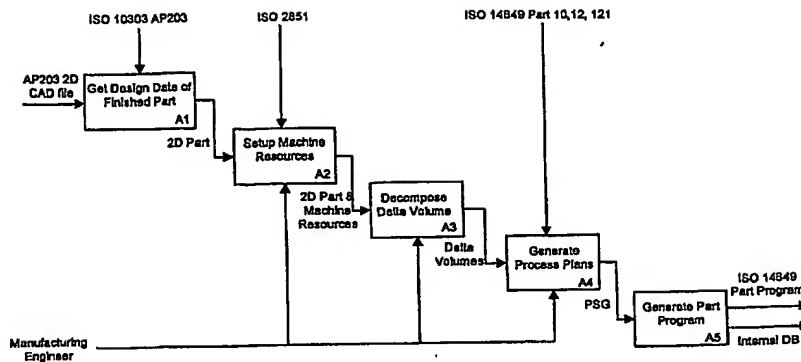 ISO 10303 AP203
ISO 2851
ISO 14849 Part 10,12, 121
AP203 2D
CAD file
Get Design Data of
Finished Part
A1
2D Part
Setup Machine
Resources
A2
2D Part &
Machine
Resources
Decompose
Delta Volume
A3
Delta
Volumes
Generate
Process Plans
A4
PSG
Generate Part
Program
A5
ISO 14849
Part Program
Internal DB
Manufacturing
Engineer